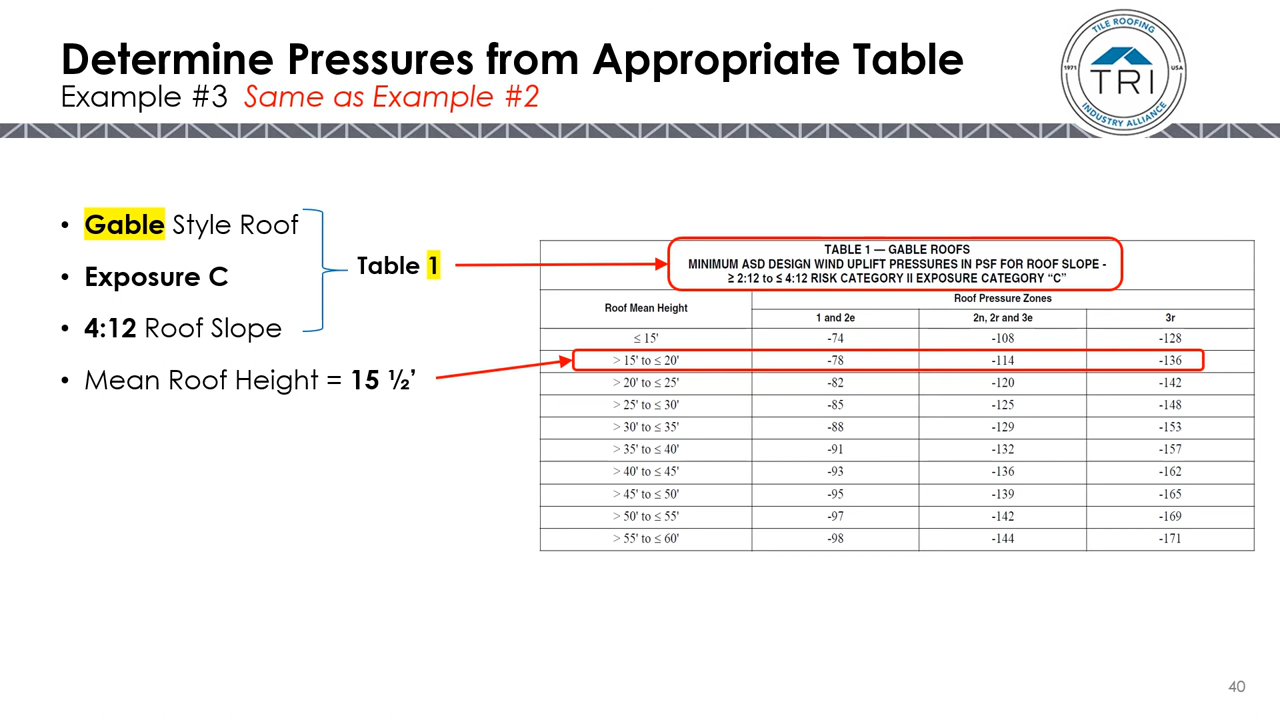 Determine Pressures from Appropriate Table
Example #3 Same as Example #2
TILE ROOFING
1971 USA
TRI
INDUSTRY ALLIANCE
• Gable Style Roof
• Exposure C
• 4:12 Roof Slope
• Mean Roof Height = 15 ½’
Table 1
TABLE 1 — GABLE ROOFS
MINIMUM ASD DESIGN WIND UPLIFT PRESSURES IN PSF FOR ROOF SLOPE -
≥ 2:12 to ≤ 4:12 RISK CATEGORY II EXPOSURE CATEGORY “C”
Roof Mean Height Roof Pressure Zones
1 and 2e 2n, 2r and 3e 3r
≤ 15' -74 -108 -128
> 15' to ≤ 20' -78 -114 -136
> 20' to ≤ 25' -82 -120 -142
> 25' to ≤ 30' -85 -125 -148
> 30' to ≤ 35' -88 -129 -153
> 35' to ≤ 40' -91 -132 -157
> 40' to ≤ 45' -93 -136 -162
> 45' to ≤ 50' -95 -139 -165
> 50' to ≤ 55' -97 -142 -169
> 55' to ≤ 60' -98 -144 -171
40